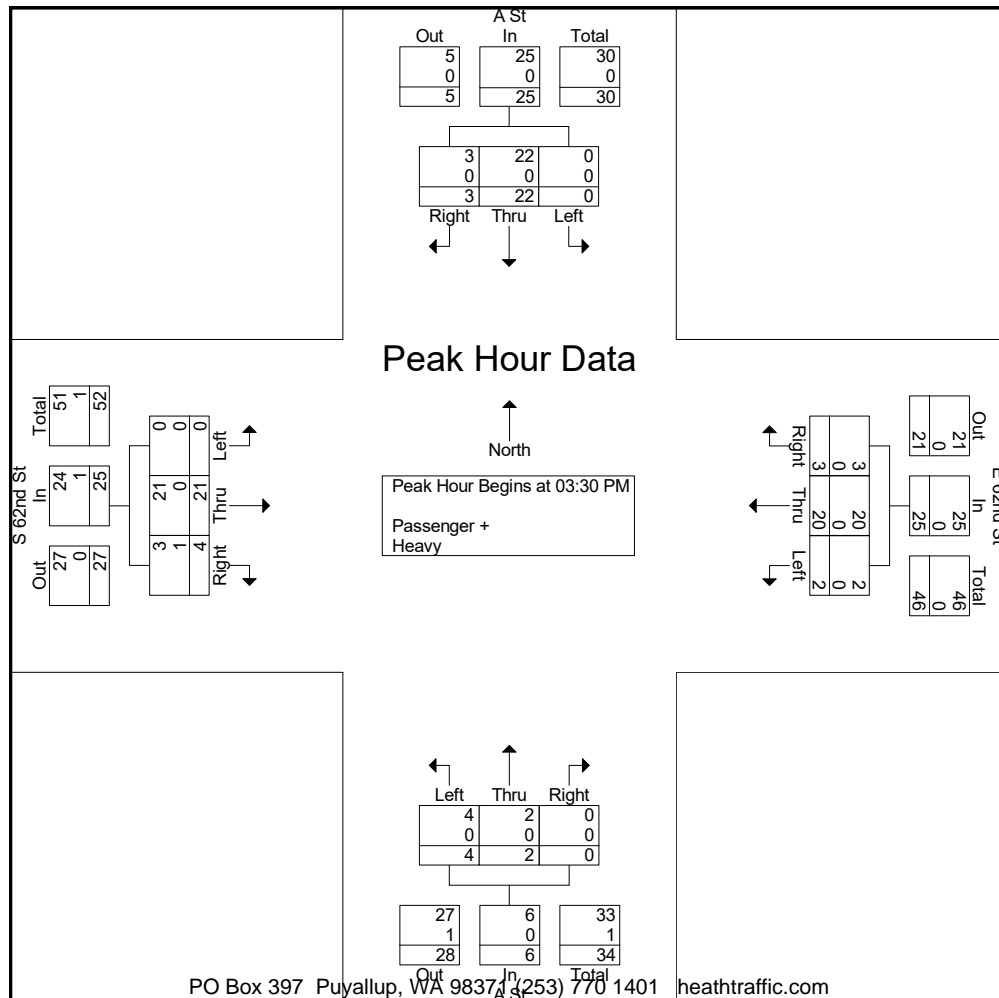 A St
Out In Total
5 25 30
0 0 0
5 25 30
3 22 0
0 0 0
3 22 0
Right Thru Left
Peak Hour Data
North
Peak Hour Begins at 03:30 PM
Passenger +
Heavy
S 62nd St
Total In Out
51 24 27
1 1 0
52 25 27
0 21 3
0 0 1
0 21 4
Left Thru Right
E 62nd St
Out In Total
21 25 46
0 0 0
21 25 46
3 20 2
0 0 0
3 20 2
Right Thru Left
Left Thru Right
4 2 0
0 0 0
4 2 0
27 6 33
1 0 1
28 6 34
Out In Total
A St
PO Box 397 Puyallup, WA 98371 (253) 770 1401 heathtraffic.com